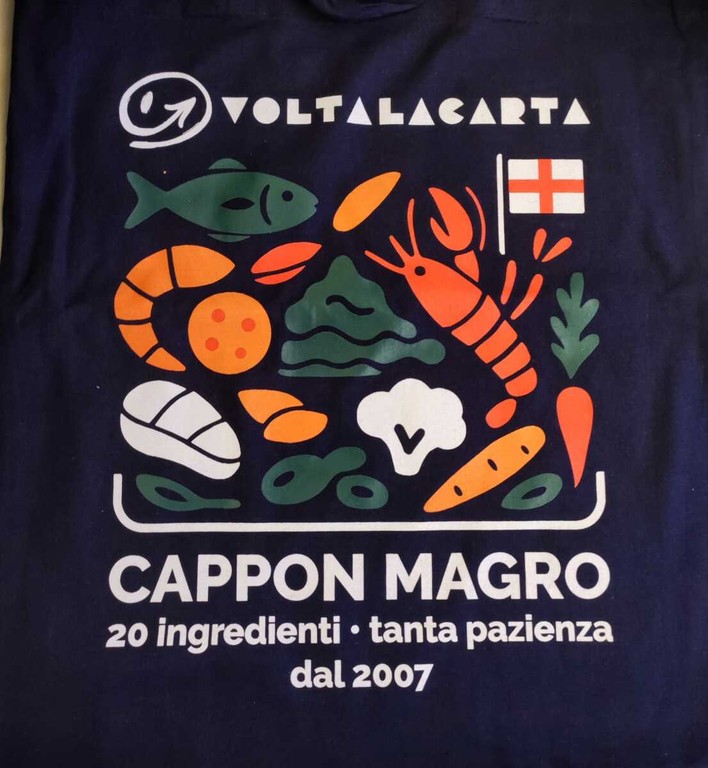 VOLTALACARTA
CAPPON MAGRO
20 ingredienti • tanta pazienza
dal 2007